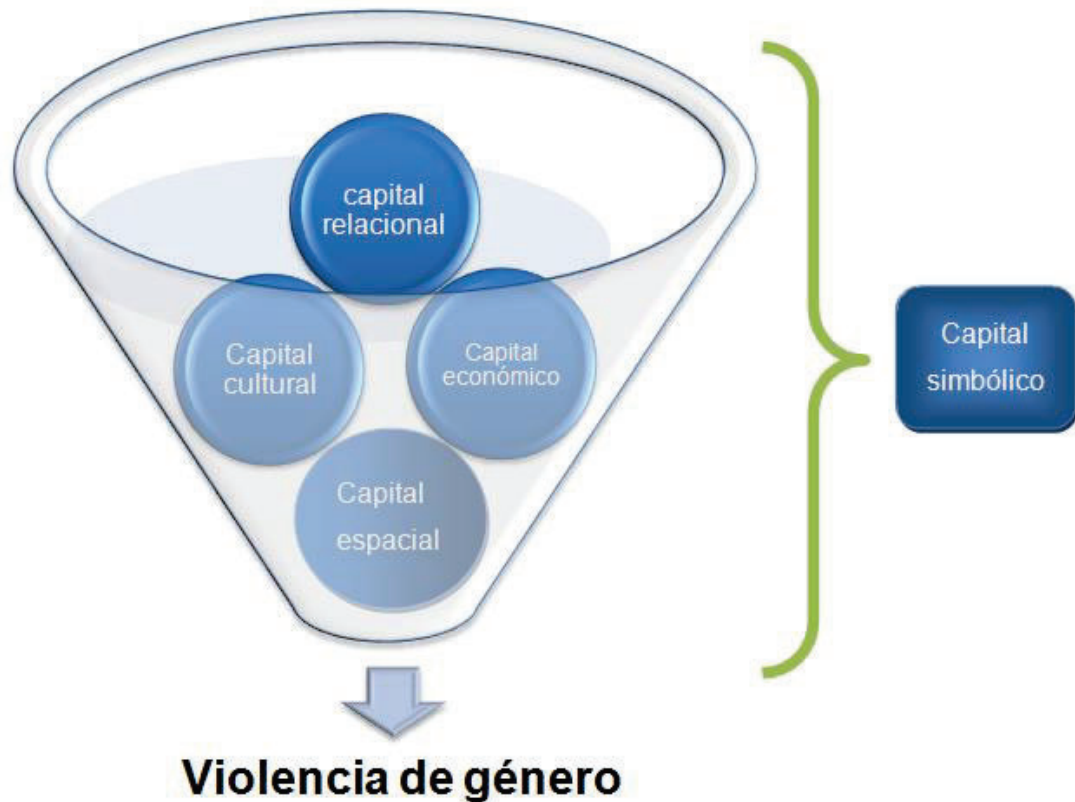 capital
relacional
Capital
cultural
Capital
económico
Capital
espacial
Capital
simbólico
Violencia de género